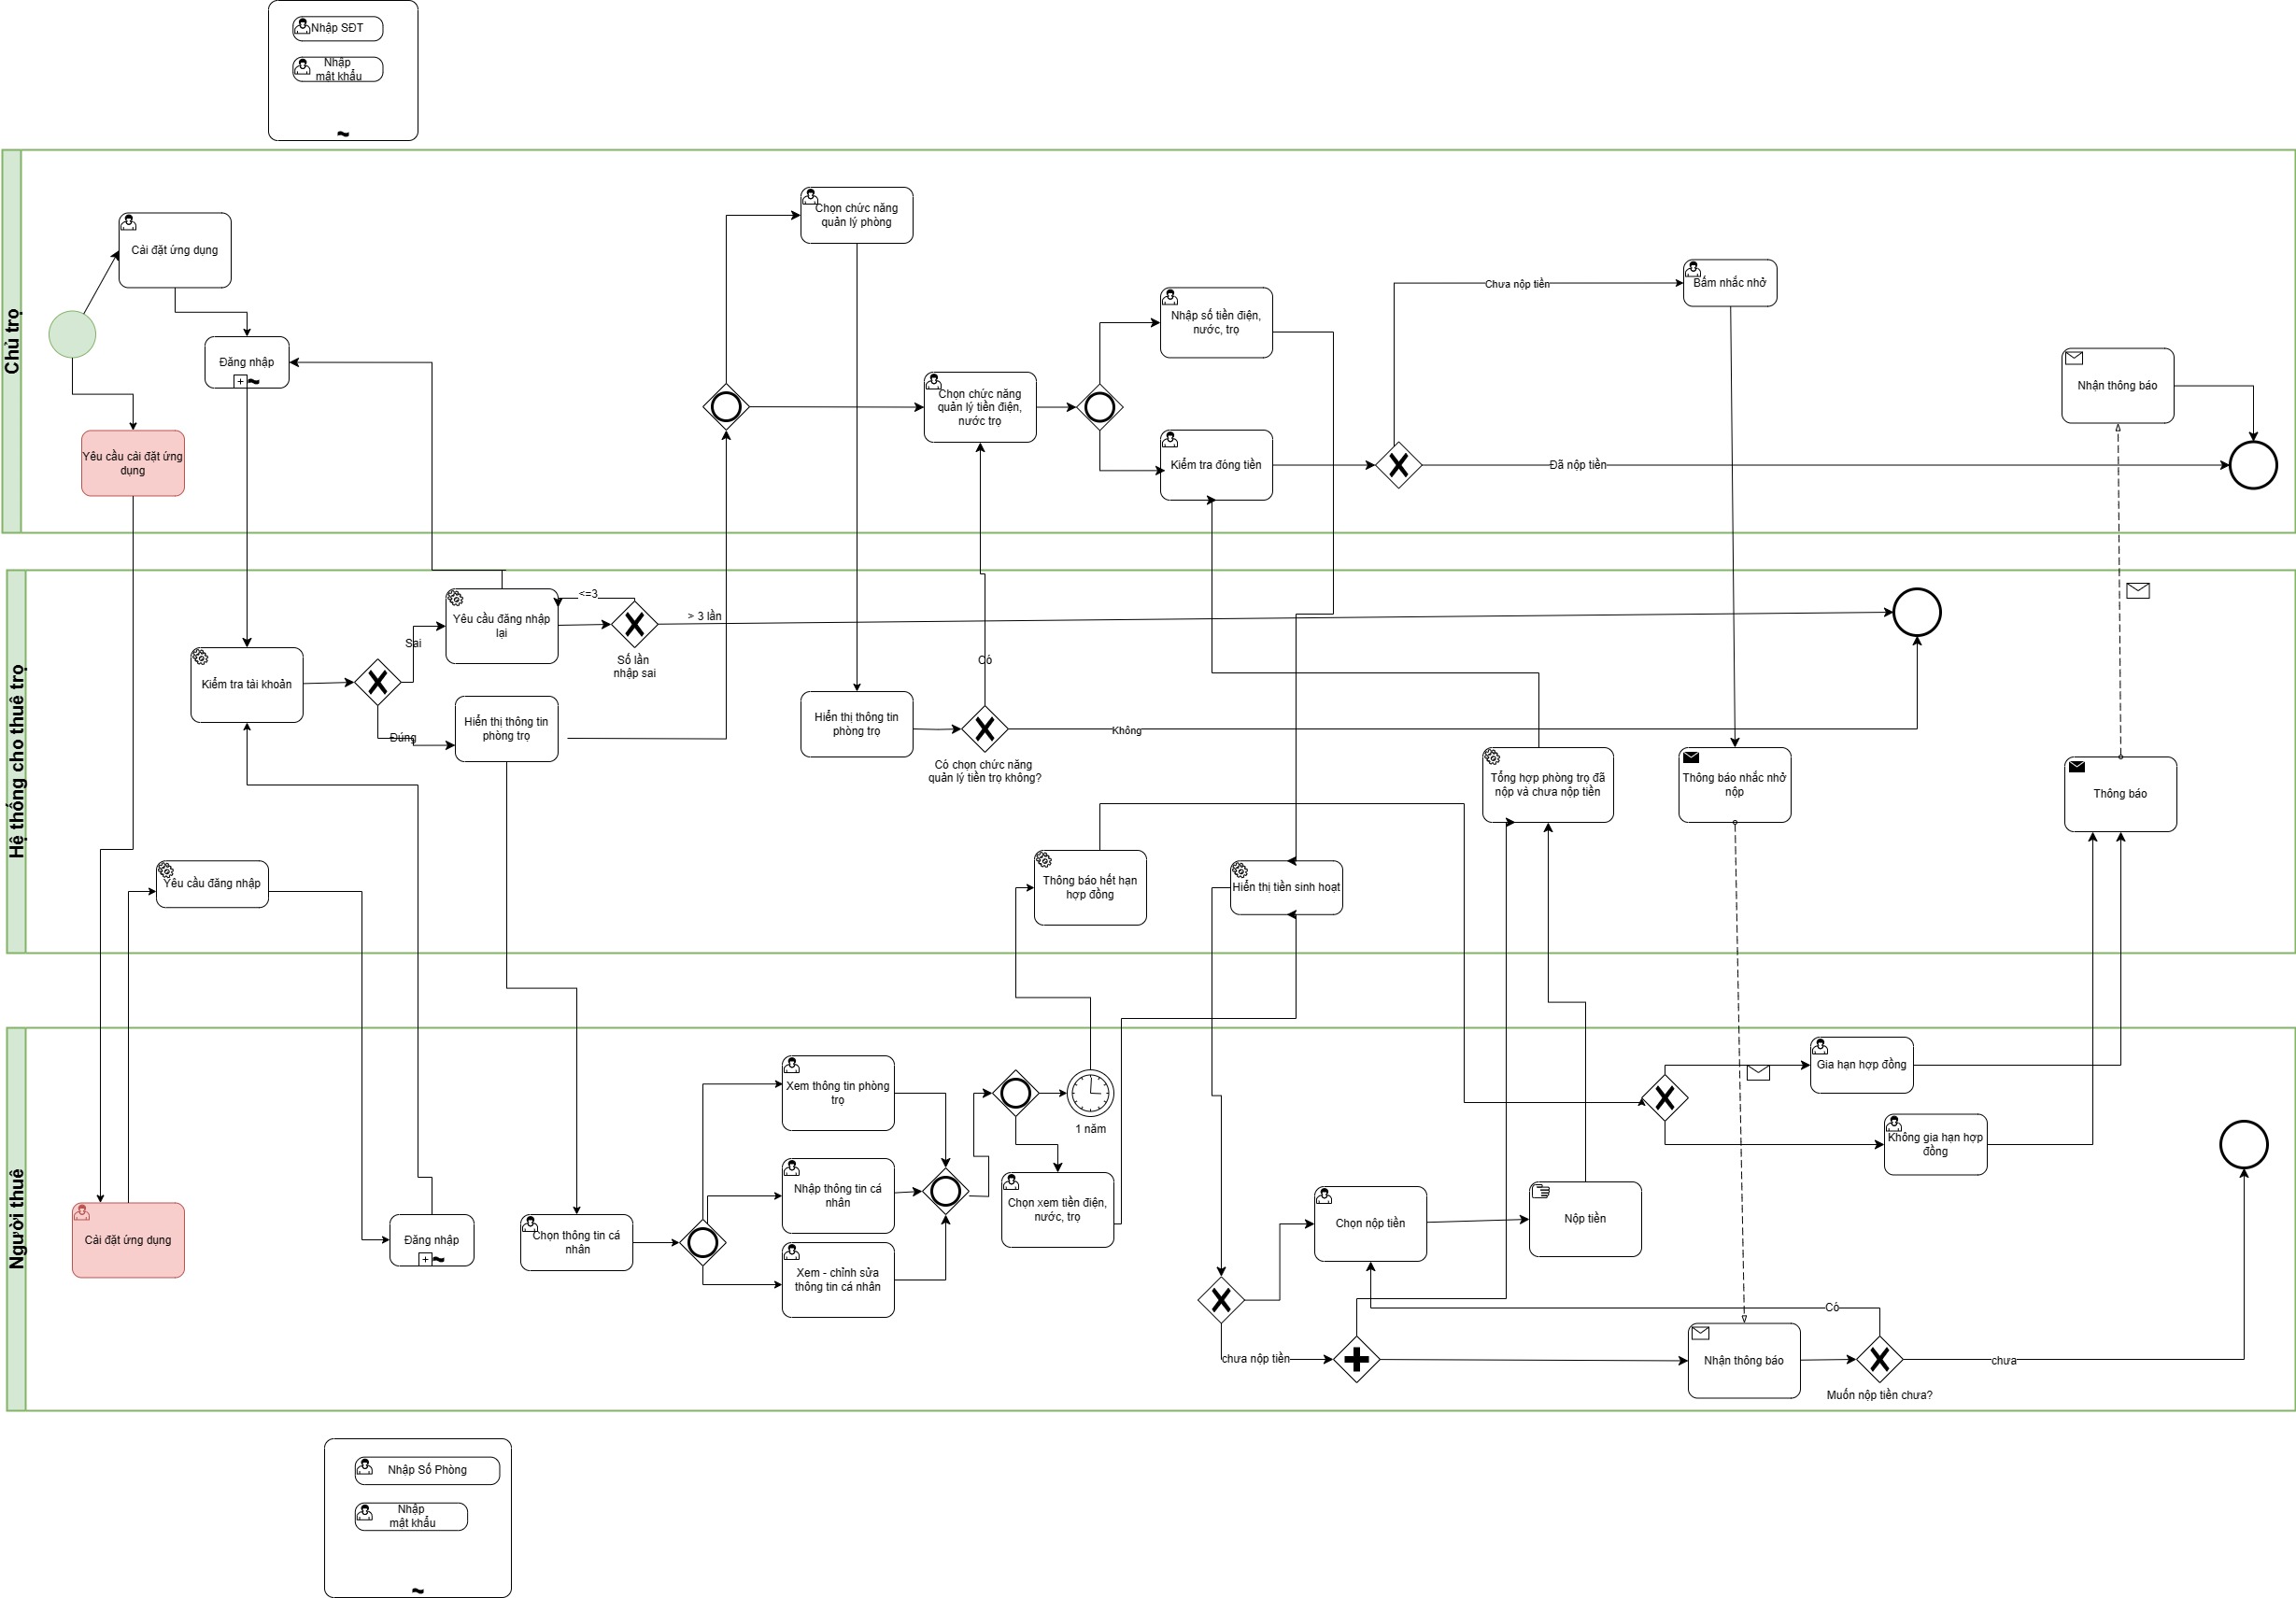 Nhập SĐT
Nhập
mật khẩu
Chủ trọ
Cài đặt ứng dụng
Đăng nhập
Yêu cầu cài đặt ứng
dụng
Chọn chức năng
quản lý phòng
Chọn chức năng
quản lý tiền điện,
nước trọ
Nhập số tiền điện,
nước, trọ
Kiểm tra đóng tiền
Chưa nộp tiền
Bấm nhắc nhở
Đã nộp tiền
Nhận thông báo
Hệ thống cho thuê trọ
Yêu cầu đăng nhập
lại
<=3
> 3 lần
Số lần
nhập sai
Sai
Kiểm tra tài khoản
Đúng
Hiển thị thông tin
phòng trọ
Hiển thị thông tin
phòng trọ
Có
Không
Có chọn chức năng
quản lý tiền trọ không?
Tổng hợp phòng trọ đã
nộp và chưa nộp tiền
Thông báo nhắc nhở
nộp
Thông báo
Yêu cầu đăng nhập
Thông báo hết hạn
hợp đồng
Hiển thị tiền sinh hoạt
Người thuê
Cài đặt ứng dụng
Đăng nhập
Chọn thông tin cá
nhân
Xem thông tin phòng
trọ
Nhập thông tin cá
nhân
Xem - chỉnh sửa
thông tin cá nhân
1 năm
Chọn xem tiền điện,
nước, trọ
Chọn nộp tiền
Nộp tiền
Gia hạn hợp đồng
Không gia hạn hợp
đồng
chưa nộp tiền
Có
Nhận thông báo
chưa
Muốn nộp tiền chưa?
Nhập Số Phòng
Nhập
mật khẩu